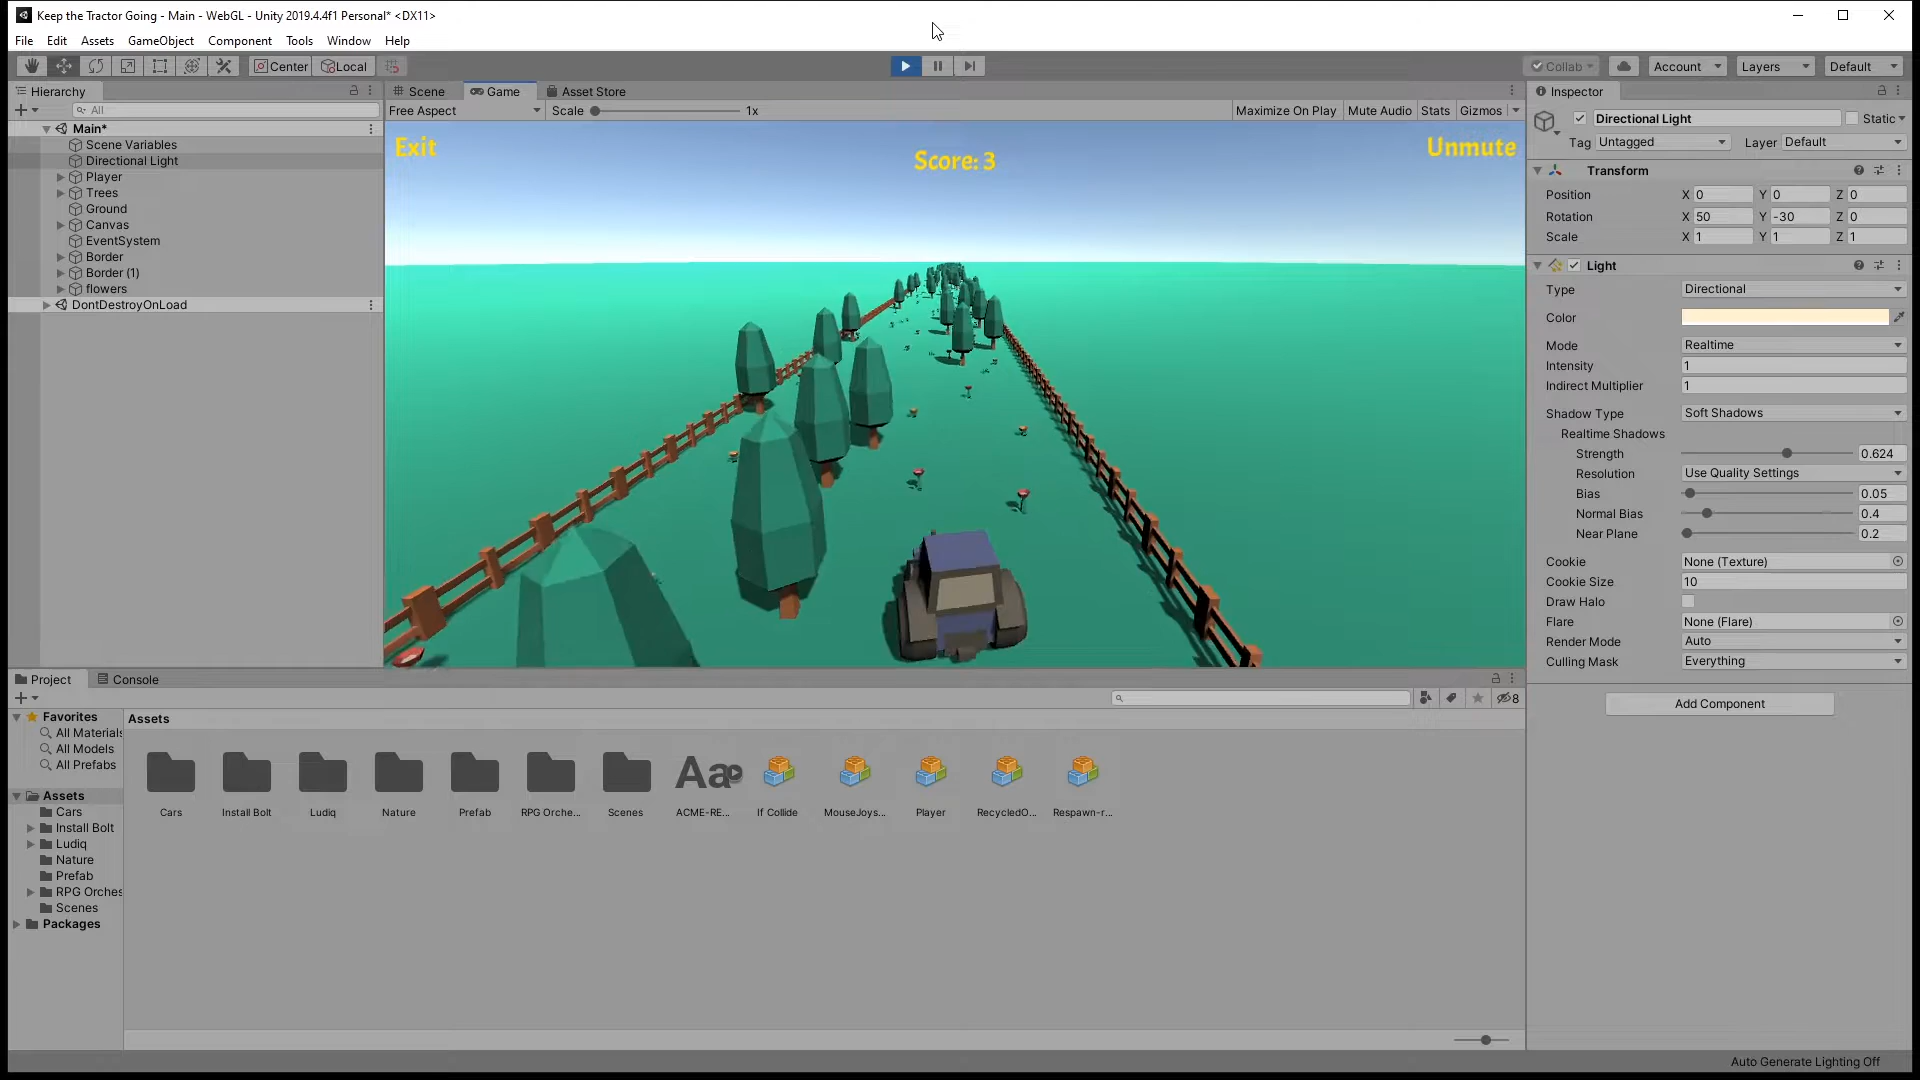 Keep the Tractor Going - Main - WebGL - Unity 2019.4.4f1 Personal* <DX11>
File Edit Assets GameObject Component Tools Window Help
Center Local Collab Account Layers Default
Hierarchy
All
Main*
Scene Variables
Directional Light
Player
Trees
Ground
Canvas
EventSystem
Border
Border (1)
flowers
DontDestroyOnLoad
Scene Game Asset Store
Free Aspect Scale 1x Maximize On Play Mute Audio Stats Gizmos
Exit
Score: 3
Unmute
Inspector
Directional Light Static
Tag Untagged Layer Default
Transform
Position X 0 Y 0 Z 0
Rotation X 50 Y -30 Z 0
Scale X 1 Y 1 Z 1
Light
Type Directional
Color
Mode Realtime
Intensity 1
Indirect Multiplier 1
Shadow Type Soft Shadows
Realtime Shadows
Strength 0.624
Resolution Use Quality Settings
Bias 0.05
Normal Bias 0.4
Near Plane 0.2
Cookie None (Texture)
Cookie Size 10
Draw Halo
Flare None (Flare)
Render Mode Auto
Culling Mask Everything
Add Component
Project Console
8
Favorites
All Materials
All Models
All Prefabs
Assets
Cars
Install Bolt
Ludiq
Nature
Prefab
RPG Orches
Scenes
Packages
Assets
Aa
Cars Install Bolt Ludiq Nature Prefab RPG Orche... Scenes ACME-RE... If Collide MouseJoys... Player RecycledO... Respawn-r...
Auto Generate Lighting Off